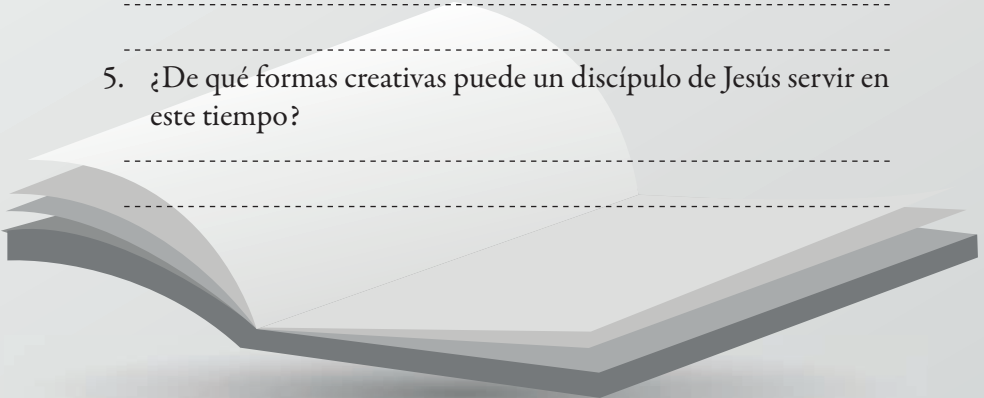 5. ¿De qué formas creativas puede un discípulo de Jesús servir en
este tiempo?